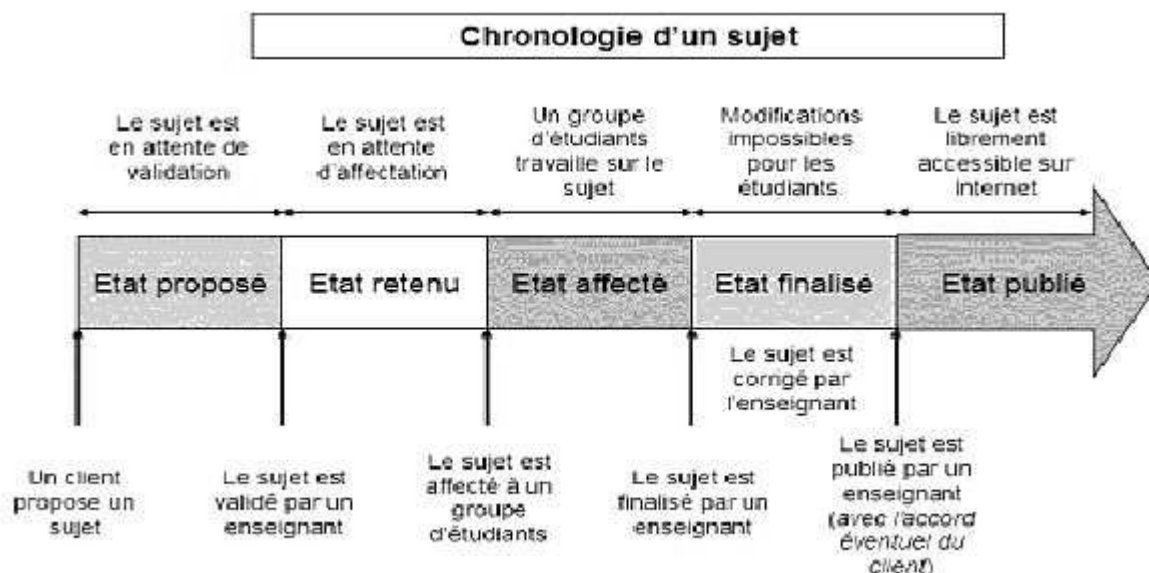 Chronologie d'un sujet
Le sujet est
en attente de
validation
Le sujet est
en attente
d'affectation
Un groupe
d'étudiants
travaille sur le
sujet
Modifications
impossibles
pour les
étudiants
Le sujet est
librement
accessible sur
Internet
Etat proposé
Etat retenu
Etat affecté
Etat finalisé
Etat publié
Le sujet est
corrigé par
l'enseignant
Un client
propose un
sujet
Le sujet est
validé par un
enseignant
Le sujet est
affecté à un
groupe
d'étudiants
Le sujet est
finalisé par un
enseignant
Le sujet est
publié par un
enseignant
(avec l'accord
éventuel du
client)